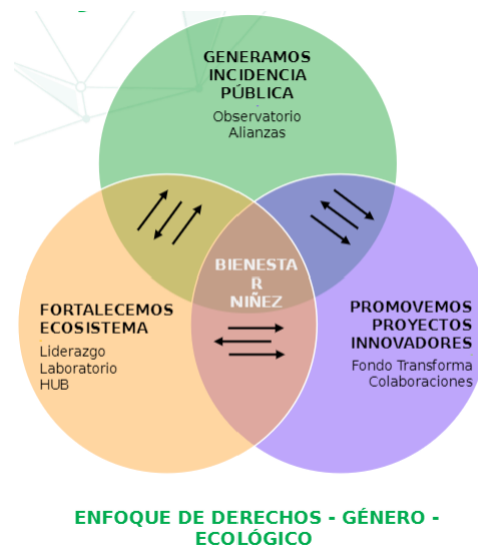 GENERAMOS
INCIDENCIA
PÚBLICA
Observatorio
Alianzas
BIENESTA
R
NIÑEZ
FORTALECEMOS
ECOSISTEMA
Liderazgo
Laboratorio
HUB
PROMOVEMOS
PROYECTOS
INNOVADORES
Fondo Transforma
Colaboraciones
ENFOQUE DE DERECHOS - GÉNERO -
ECOLÓGICO